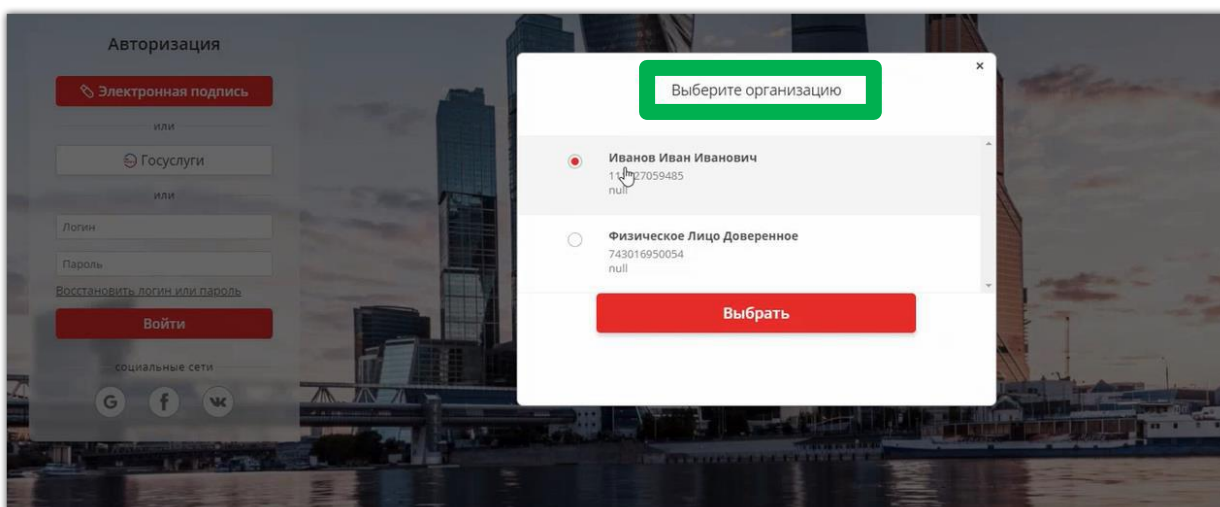 Авторизация
Электронная подпись
или
Госуслуги
или
Логин
Пароль
Восстановить логин или пароль
Войти
социальные сети
G f
×
Выберите организацию
Иванов Иван Иванович
27059485
null
Физическое Лицо Доверенное
743016950054
null
Выбрать